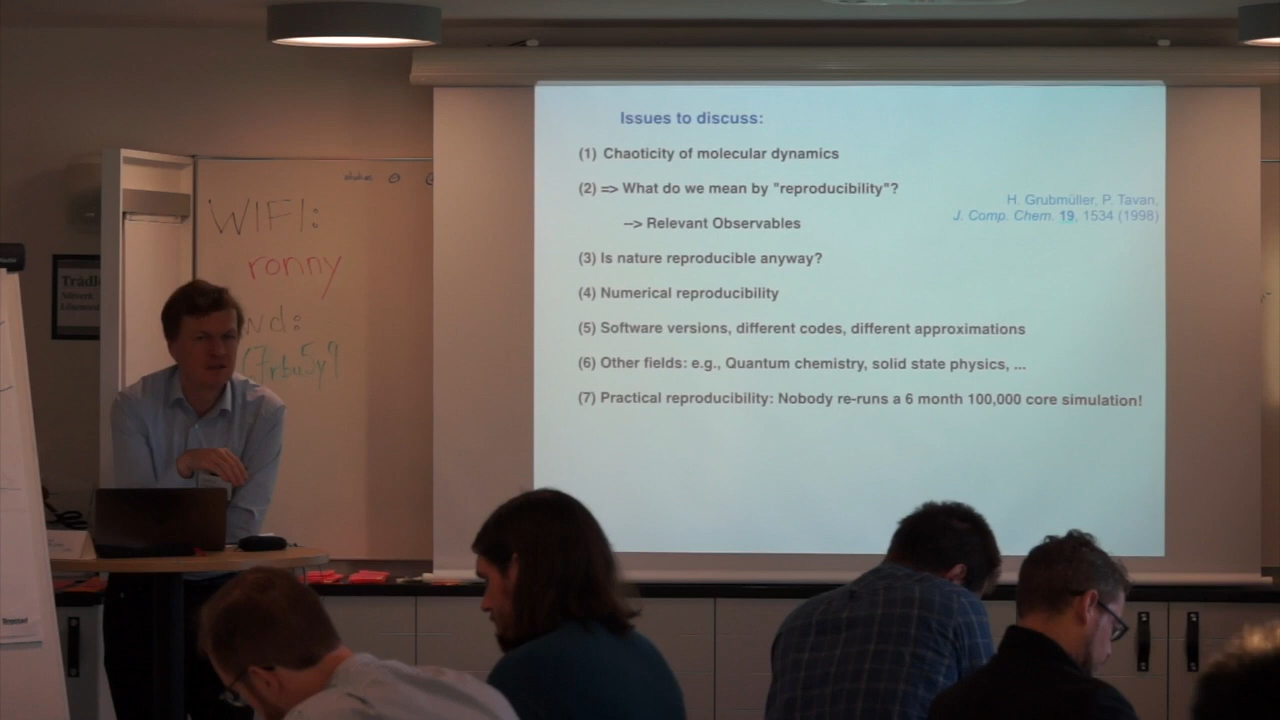 Issues to discuss:
(1) Chaoticity of molecular dynamics
(2) => What do we mean by "reproducibility"?
H. Grubmüller, P. Tavan,
J. Comp. Chem. 19, 1534 (1998)
--> Relevant Observables
(3) Is nature reproducible anyway?
(4) Numerical reproducibility
(5) Software versions, different codes, different approximations
(6) Other fields: e.g., Quantum chemistry, solid state physics, ...
(7) Practical reproducibility: Nobody re-runs a 6 month 100,000 core simulation!
WIFI:
ronny
wd: